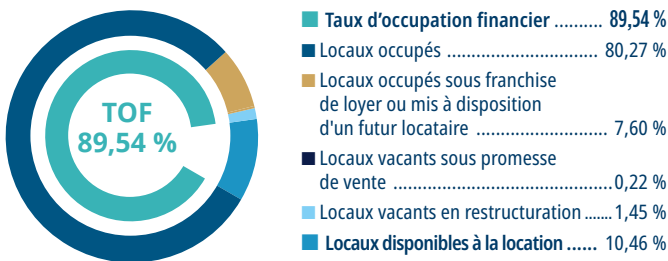 TOF
89,54 %
Taux d'occupation financier .......... 89,54 %
Locaux occupés ............................ 80,27 %
Locaux occupés sous franchise
de loyer ou mis à disposition
d'un futur locataire ........................ 7,60 %
Locaux vacants sous promesse
de vente ........................................0,22 %
Locaux vacants en restructuration .......1,45 %
Locaux disponibles à la location ...... 10,46 %